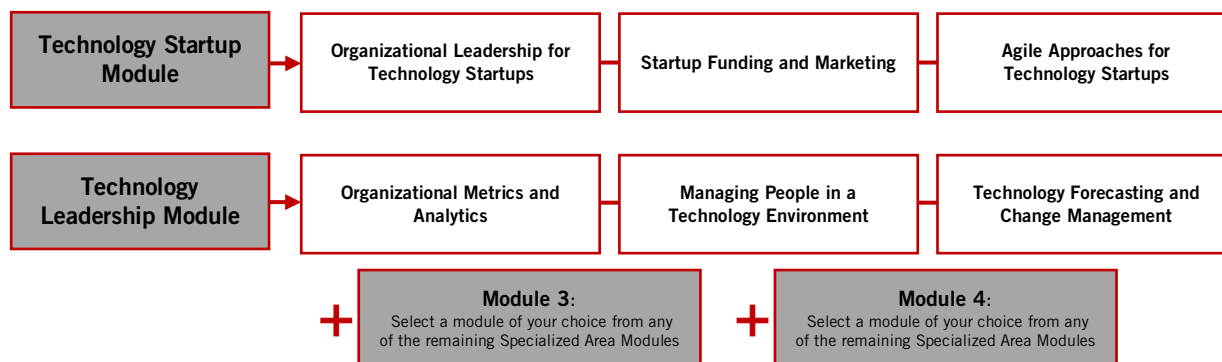 Technology Startup
Module
Organizational Leadership for
Technology Startups
Startup Funding and Marketing
Agile Approaches for
Technology Startups
Technology
Leadership Module
Organizational Metrics and
Analytics
Managing People in a
Technology Environment
Technology Forecasting and
Change Management
+
Module 3:
Select a module of your choice from any
of the remaining Specialized Area Modules
+
Module 4:
Select a module of your choice from any
of the remaining Specialized Area Modules